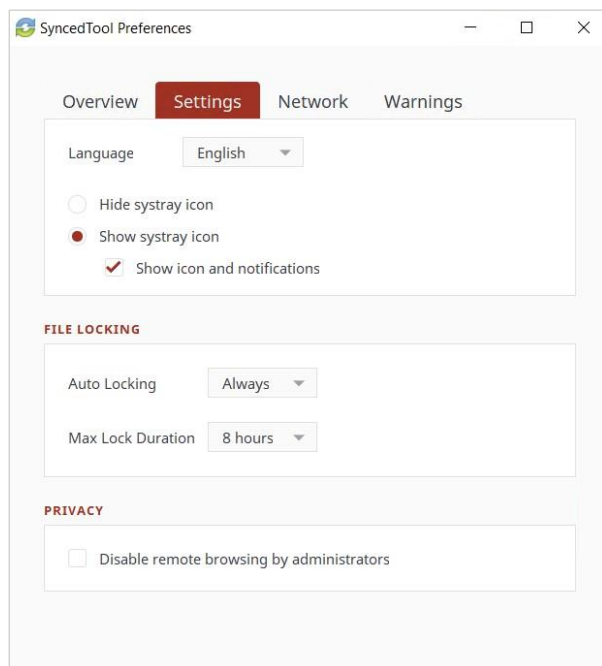 SyncedTool Preferences
Overview Settings Network Warnings
Language English
Hide systray icon
Show systray icon
Show icon and notifications
FILE LOCKING
Auto Locking Always
Max Lock Duration 8 hours
PRIVACY
Disable remote browsing by administrators